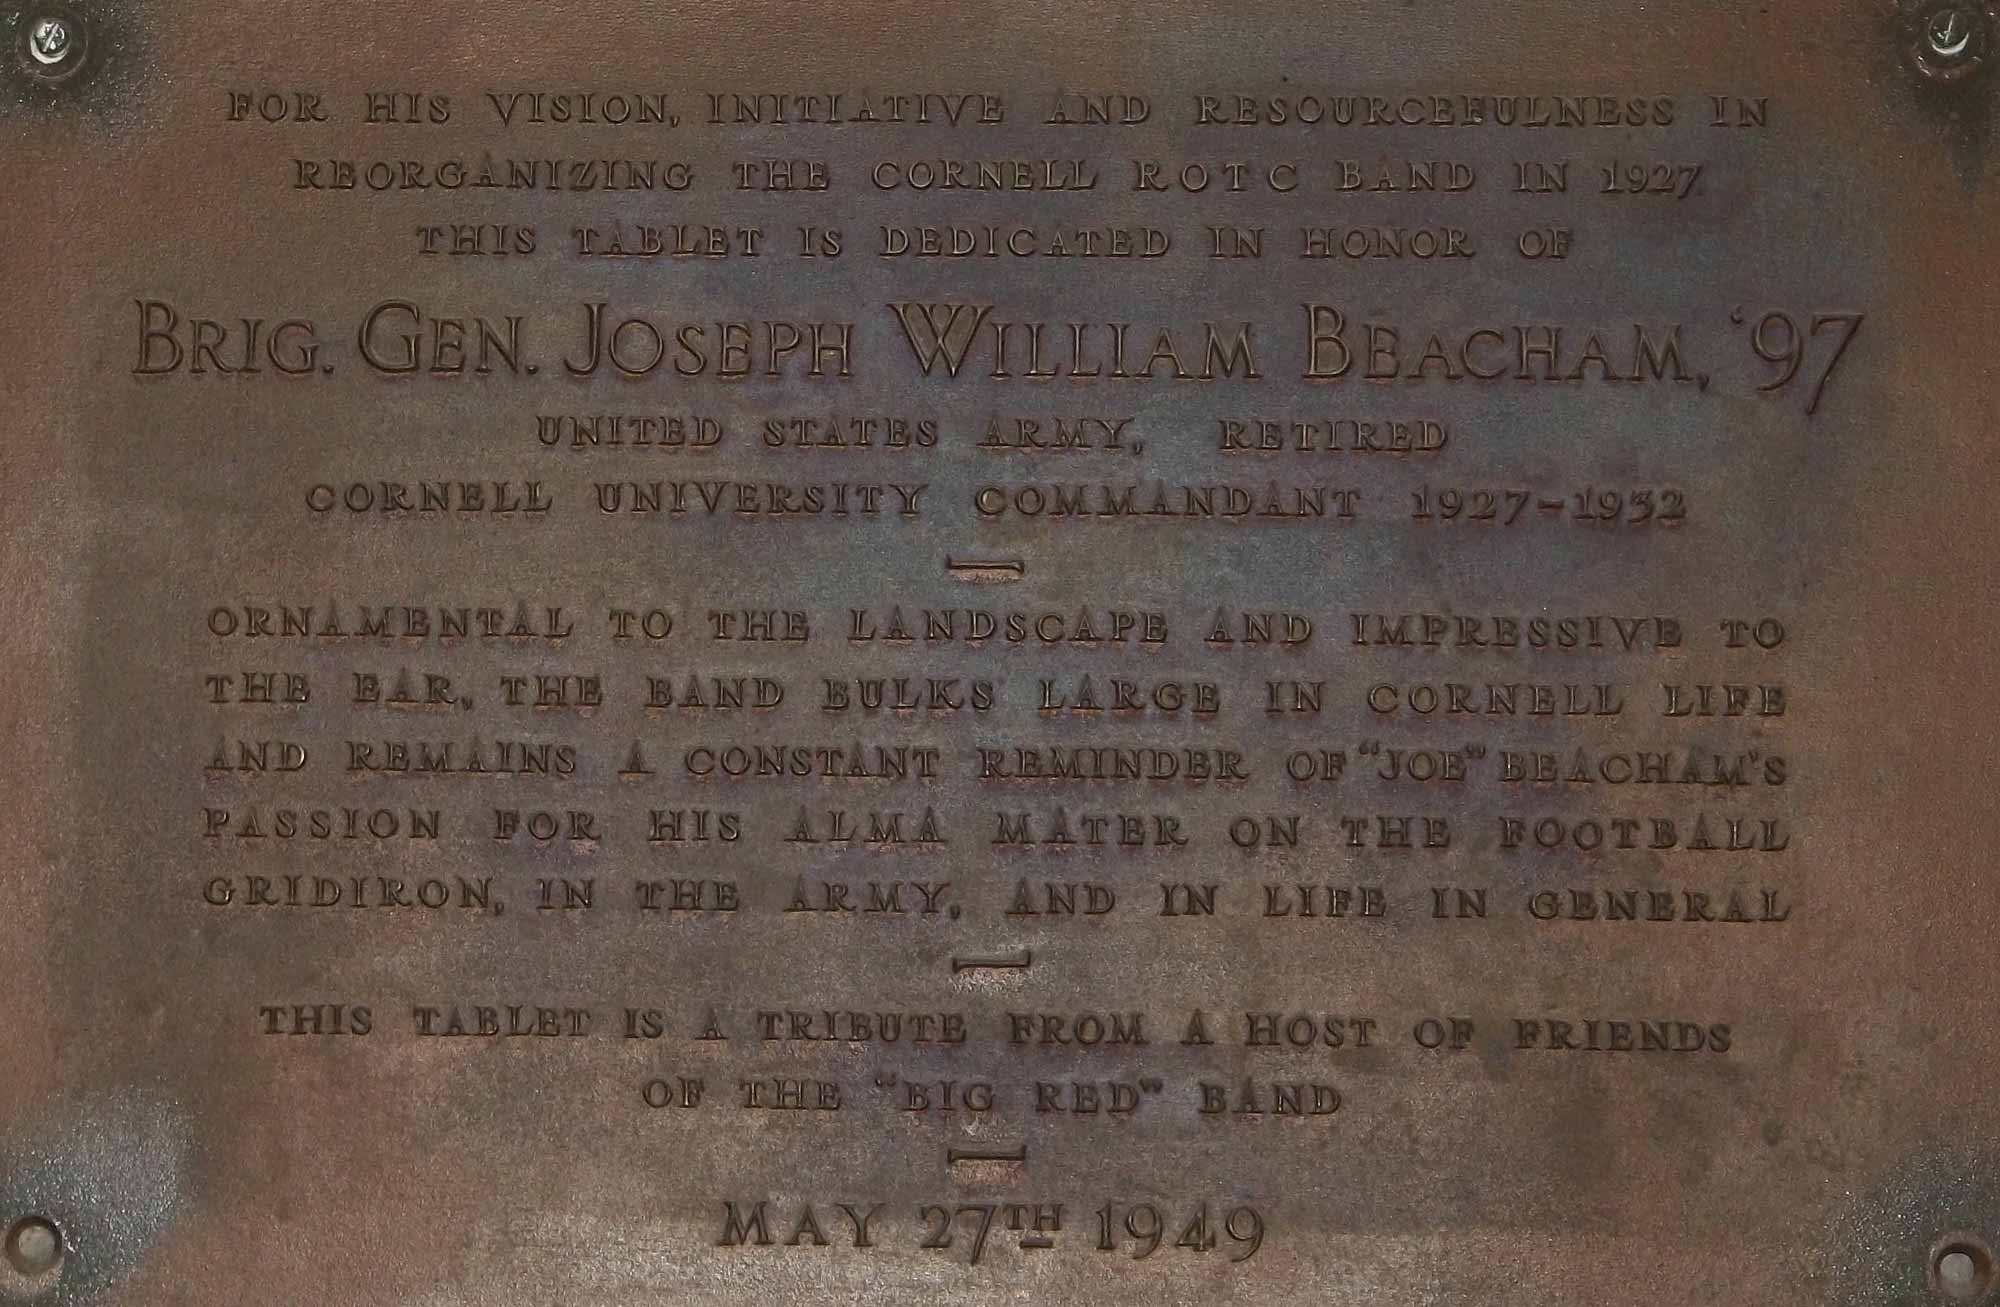 FOR HIS VISION, INITIATIVE AND RESOURCEFULNESS IN
REORGANIZING THE CORNELL ROTC BAND IN 1927
THIS TABLET IS DEDICATED IN HONOR OF
BRIG. GEN. JOSEPH WILLIAM BEACHAM, '97
UNITED STATES ARMY, RETIRED
CORNELL UNIVERSITY COMMANDANT 1927-1932
ORNAMENTAL TO THE LANDSCAPE AND IMPRESSIVE TO
THE EAR, THE BAND BULKS LARGE IN CORNELL LIFE
AND REMAINS A CONSTANT REMINDER OF "JOE" BEACHAM'S
PASSION FOR HIS ALMA MATER ON THE FOOTBALL
GRIDIRON, IN THE ARMY, AND IN LIFE IN GENERAL
THIS TABLET IS A TRIBUTE FROM A HOST OF FRIENDS
OF THE "BIG RED" BAND
MAY 27TH 1949